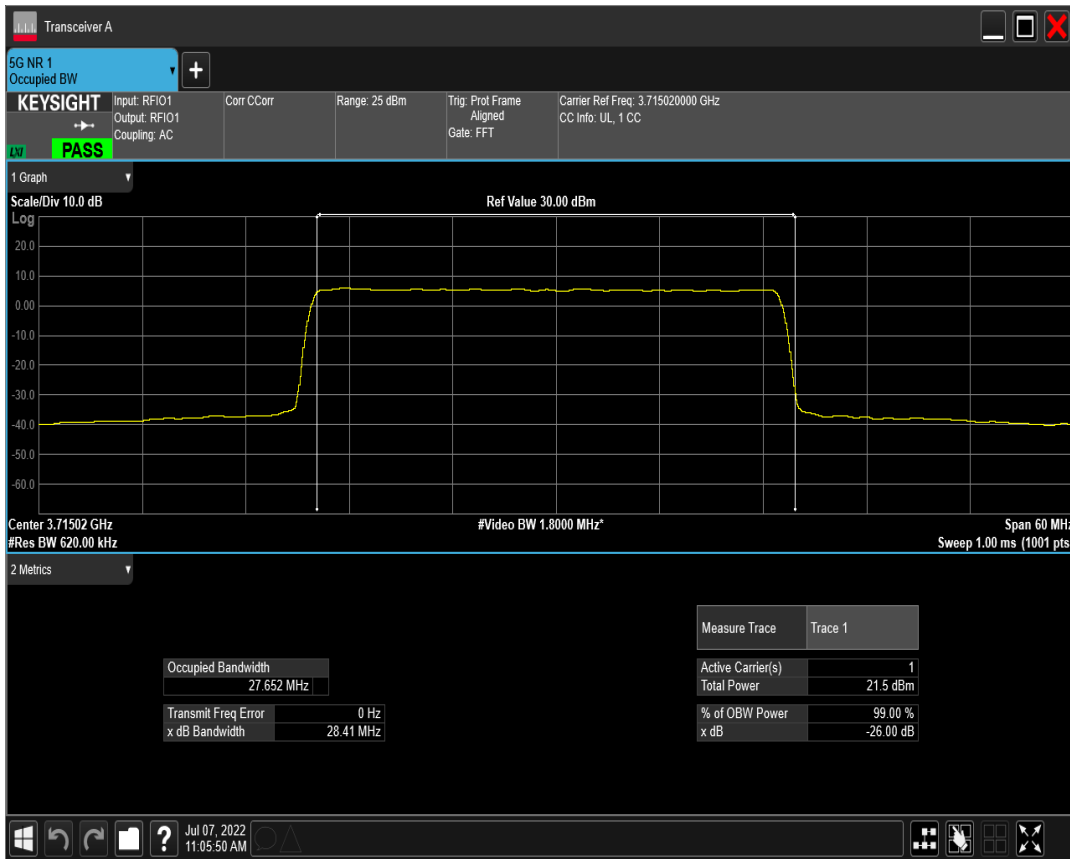 Transceiver A
5G NR 1
Occupied BW
+
KEYSIGHT
LXI
PASS
Input: RFIO1
Output: RFIO1
Coupling: AC
Corr CCorr
Range: 25 dBm
Trig: Prot Frame
Aligned
Gate: FFT
Carrier Ref Freq: 3.715020000 GHz
CC Info: UL, 1 CC
1 Graph
Scale/Div 10.0 dB
Ref Value 30.00 dBm
Log
20.0
10.0
0.00
-10.0
-20.0
-30.0
-40.0
-50.0
-60.0
Center 3.71502 GHz
#Video BW 1.8000 MHz*
Span 60 MHz
#Res BW 620.00 kHz
Sweep 1.00 ms (1001 pts
2 Metrics
Measure Trace Trace 1
Occupied Bandwidth
27.652 MHz
Active Carrier(s) 1
Total Power 21.5 dBm
Transmit Freq Error 0 Hz
x dB Bandwidth 28.41 MHz
% of OBW Power 99.00 %
x dB -26.00 dB
?
Jul 07, 2022
11:05:50 AM